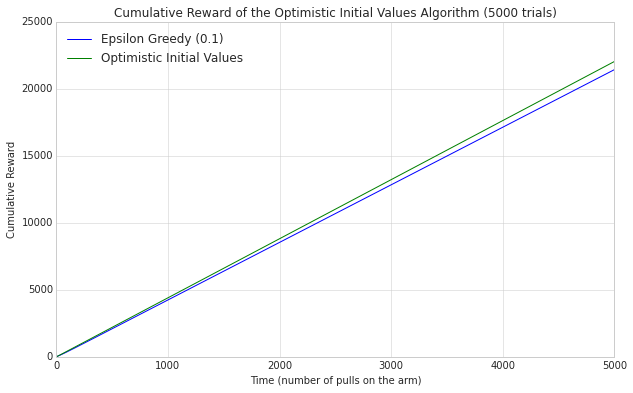 Cumulative Reward of the Optimistic Initial Values Algorithm (5000 trials)
25000
Epsilon Greedy (0.1)
Optimistic Initial Values
20000
15000
Cumulative Reward
10000
5000
0
0 1000 2000 3000 4000 5000
Time (number of pulls on the arm)